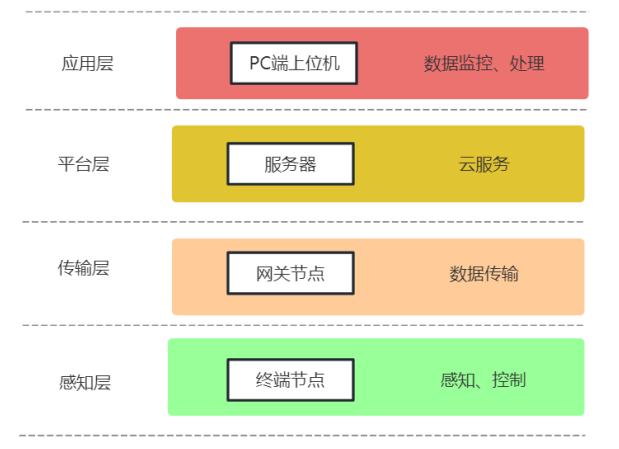 应用层 PC端上位机 数据监控、处理
平台层 服务器 云服务
传输层 网关节点 数据传输
感知层 终端节点 感知、控制